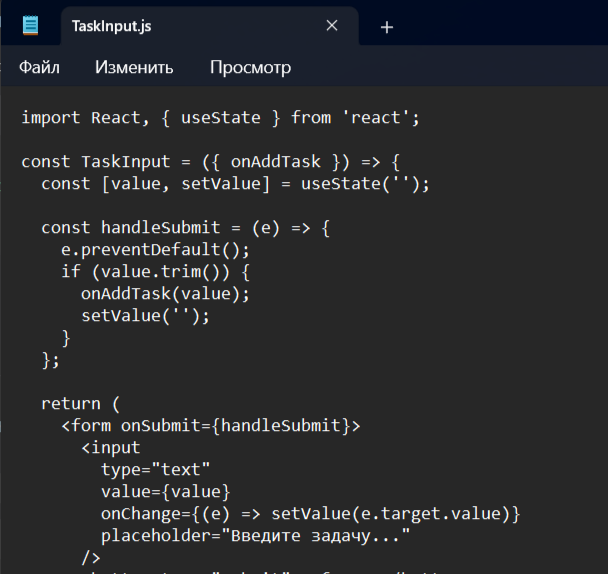 TaskInput.js
Файл Изменить Просмотр
import React, { useState } from 'react';
const TaskInput = ({ onAddTask }) => {
  const [value, setValue] = useState('');
  const handleSubmit = (e) => {
    e.preventDefault();
    if (value.trim()) {
      onAddTask(value);
      setValue('');
    }
  };
  return (
    <form onSubmit={handleSubmit}>
      <input
        type="text"
        value={value}
        onChange={(e) => setValue(e.target.value)}
        placeholder="Введите задачу..."
      />